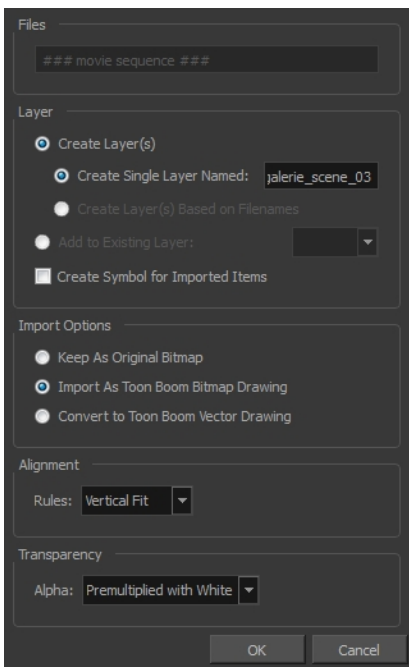 Files
### movie sequence ###
Layer
Create Layer(s)
Create Single Layer Named: galerie_scene_03
Create Layer(s) Based on Filenames
Add to Existing Layer:
Create Symbol for Imported Items
Import Options
Keep As Original Bitmap
Import As Toon Boom Bitmap Drawing
Convert to Toon Boom Vector Drawing
Alignment
Rules: Vertical Fit
Transparency
Alpha: Premultiplied with White
OK Cancel